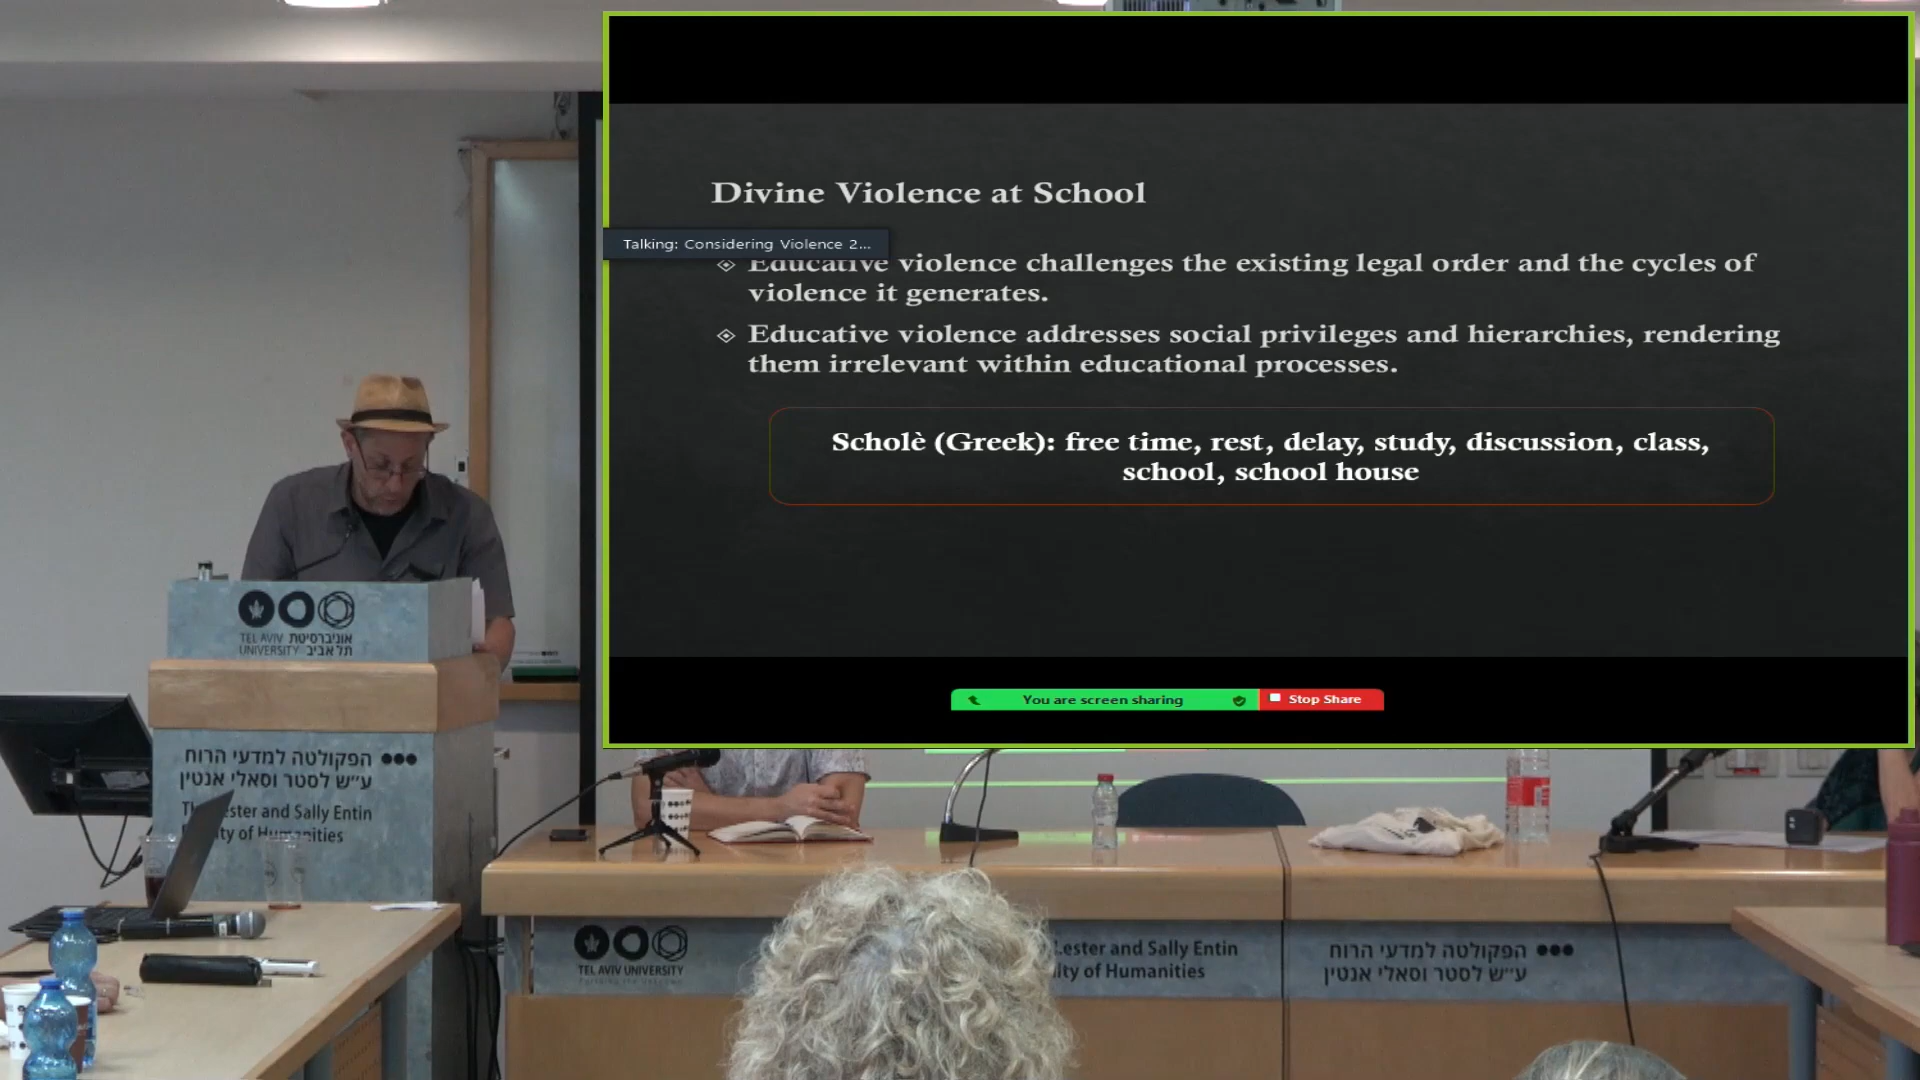 Divine Violence at School
Talking: Considering Violence 2...
Educative violence challenges the existing legal order and the cycles of
violence it generates.
Educative violence addresses social privileges and hierarchies, rendering
them irrelevant within educational processes.
Scholè (Greek): free time, rest, delay, study, discussion, class,
school, school house
You are screen sharing
Stop Share
TEL AVIV אוניברסיטת
UNIVERSITY תל אביב
הפקולטה למדעי הרוח
ע״ש לסטר וסאלי אנטין
Lester and Sally Entin
Humanities
TEL AVIV UNIVERSITY
Lester and Sally Entin
of Humanities
הפקולטה למדעי הרוח
ע״ש לסטר וסאלי אנטין